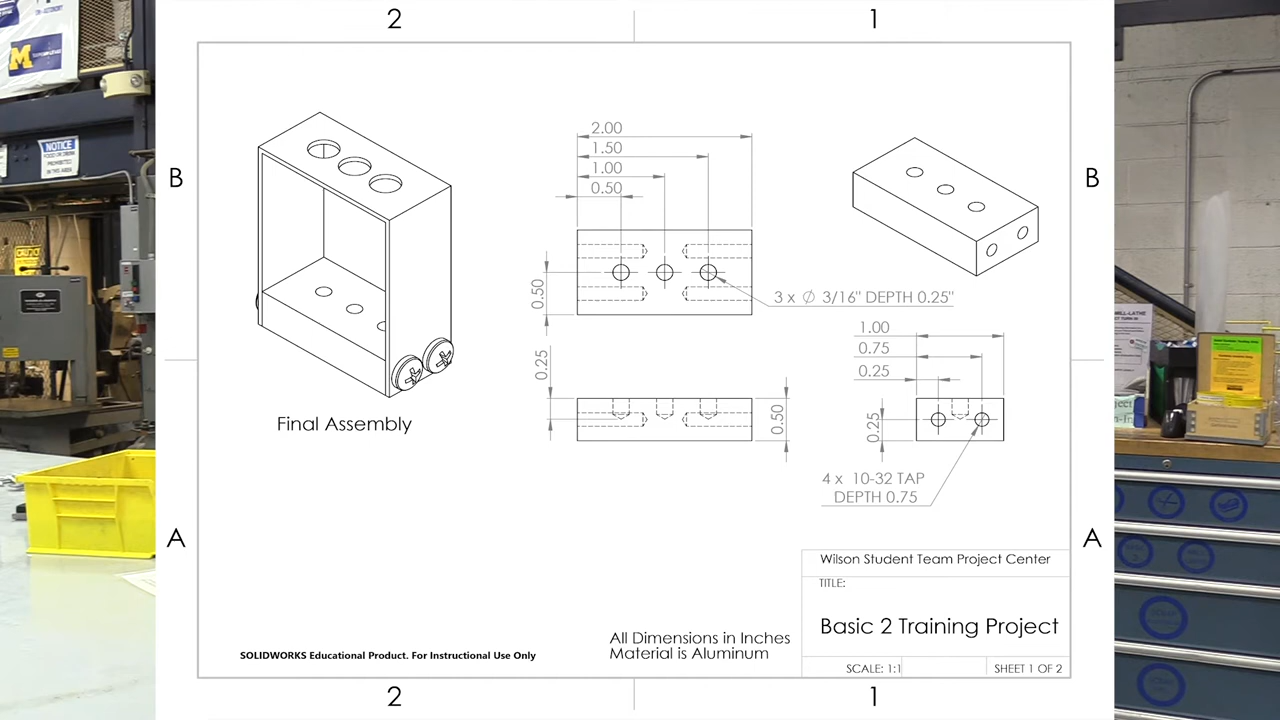 2
1
B
B
2.00
1.50
1.00
0.50
0.50
3 x ∅ 3/16" DEPTH 0.25"
0.25
0.50
1.00
0.75
0.25
0.25
4 x 10-32 TAP
DEPTH 0.75
Final Assembly
A
A
Wilson Student Team Project Center
TITLE:
Basic 2 Training Project
All Dimensions in Inches
Material is Aluminum
SOLIDWORKS Educational Product. For Instructional Use Only
SCALE: 1:1
SHEET 1 OF 2
2
1
M
NOTICE
MILL-LATHE